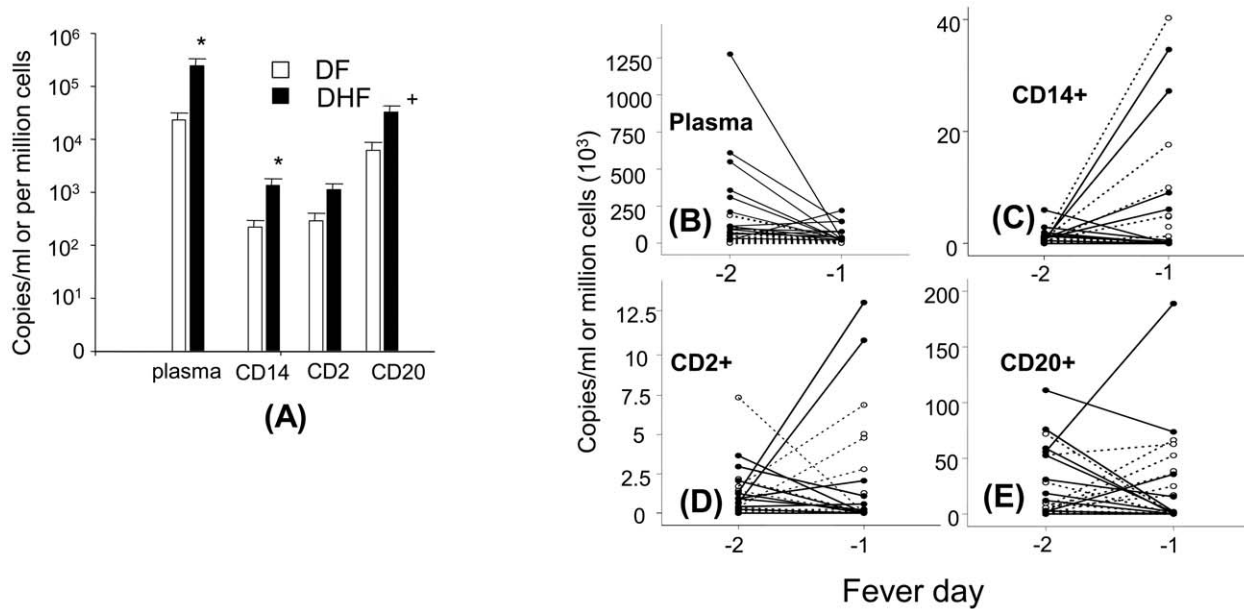 Copies/ml or per million cells
10⁶
10⁵
10⁴
10³
10²
10¹
0
*
*
+
DF
DHF
plasma CD14 CD2 CD20
(A)
Copies/ml or million cells (10³)
1250
1000
750
500
250
0
Plasma
(B)
-2 -1
40
20
0
CD14+
(C)
-2 -1
12.5
10
7.5
5
2.5
0
CD2+
(D)
-2 -1
200
150
100
50
0
CD20+
(E)
-2 -1
Fever day